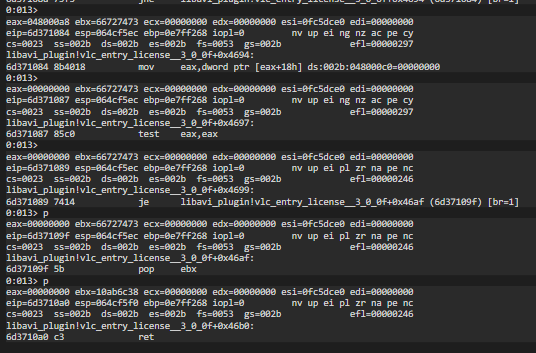 0:013>
eax=048000a8 ebx=66727473 ecx=00000000 edx=00000000 esi=0fc5dce0 edi=00000000
eip=6d371084 esp=064cf5ec ebp=0e7ff268 iopl=0         nv up ei ng nz ac pe cy
cs=0023  ss=002b  ds=002b  es=002b  fs=0053  gs=002b             efl=00000297
libavi_plugin!vlc_entry_license__3_0_0f+0x4694:
6d371084 8b4018          mov     eax,dword ptr [eax+18h] ds:002b:048000c0=00000000
0:013>
eax=00000000 ebx=66727473 ecx=00000000 edx=00000000 esi=0fc5dce0 edi=00000000
eip=6d371087 esp=064cf5ec ebp=0e7ff268 iopl=0         nv up ei ng nz ac pe cy
cs=0023  ss=002b  ds=002b  es=002b  fs=0053  gs=002b             efl=00000297
libavi_plugin!vlc_entry_license__3_0_0f+0x4697:
6d371087 85c0            test    eax,eax
0:013>
eax=00000000 ebx=66727473 ecx=00000000 edx=00000000 esi=0fc5dce0 edi=00000000
eip=6d371089 esp=064cf5ec ebp=0e7ff268 iopl=0         nv up ei pl zr na pe nc
cs=0023  ss=002b  ds=002b  es=002b  fs=0053  gs=002b             efl=00000246
libavi_plugin!vlc_entry_license__3_0_0f+0x4699:
6d371089 7414            je      libavi_plugin!vlc_entry_license__3_0_0f+0x46af (6d37109f) [br=1]
0:013> p
eax=00000000 ebx=66727473 ecx=00000000 edx=00000000 esi=0fc5dce0 edi=00000000
eip=6d37109f esp=064cf5ec ebp=0e7ff268 iopl=0         nv up ei pl zr na pe nc
cs=0023  ss=002b  ds=002b  es=002b  fs=0053  gs=002b             efl=00000246
libavi_plugin!vlc_entry_license__3_0_0f+0x46af:
6d37109f 5b              pop     ebx
0:013> p
eax=00000000 ebx=10ab6c38 ecx=00000000 edx=00000000 esi=0fc5dce0 edi=00000000
eip=6d3710a0 esp=064cf5f0 ebp=0e7ff268 iopl=0         nv up ei pl zr na pe nc
cs=0023  ss=002b  ds=002b  es=002b  fs=0053  gs=002b             efl=00000246
libavi_plugin!vlc_entry_license__3_0_0f+0x46b0:
6d3710a0 c3              ret